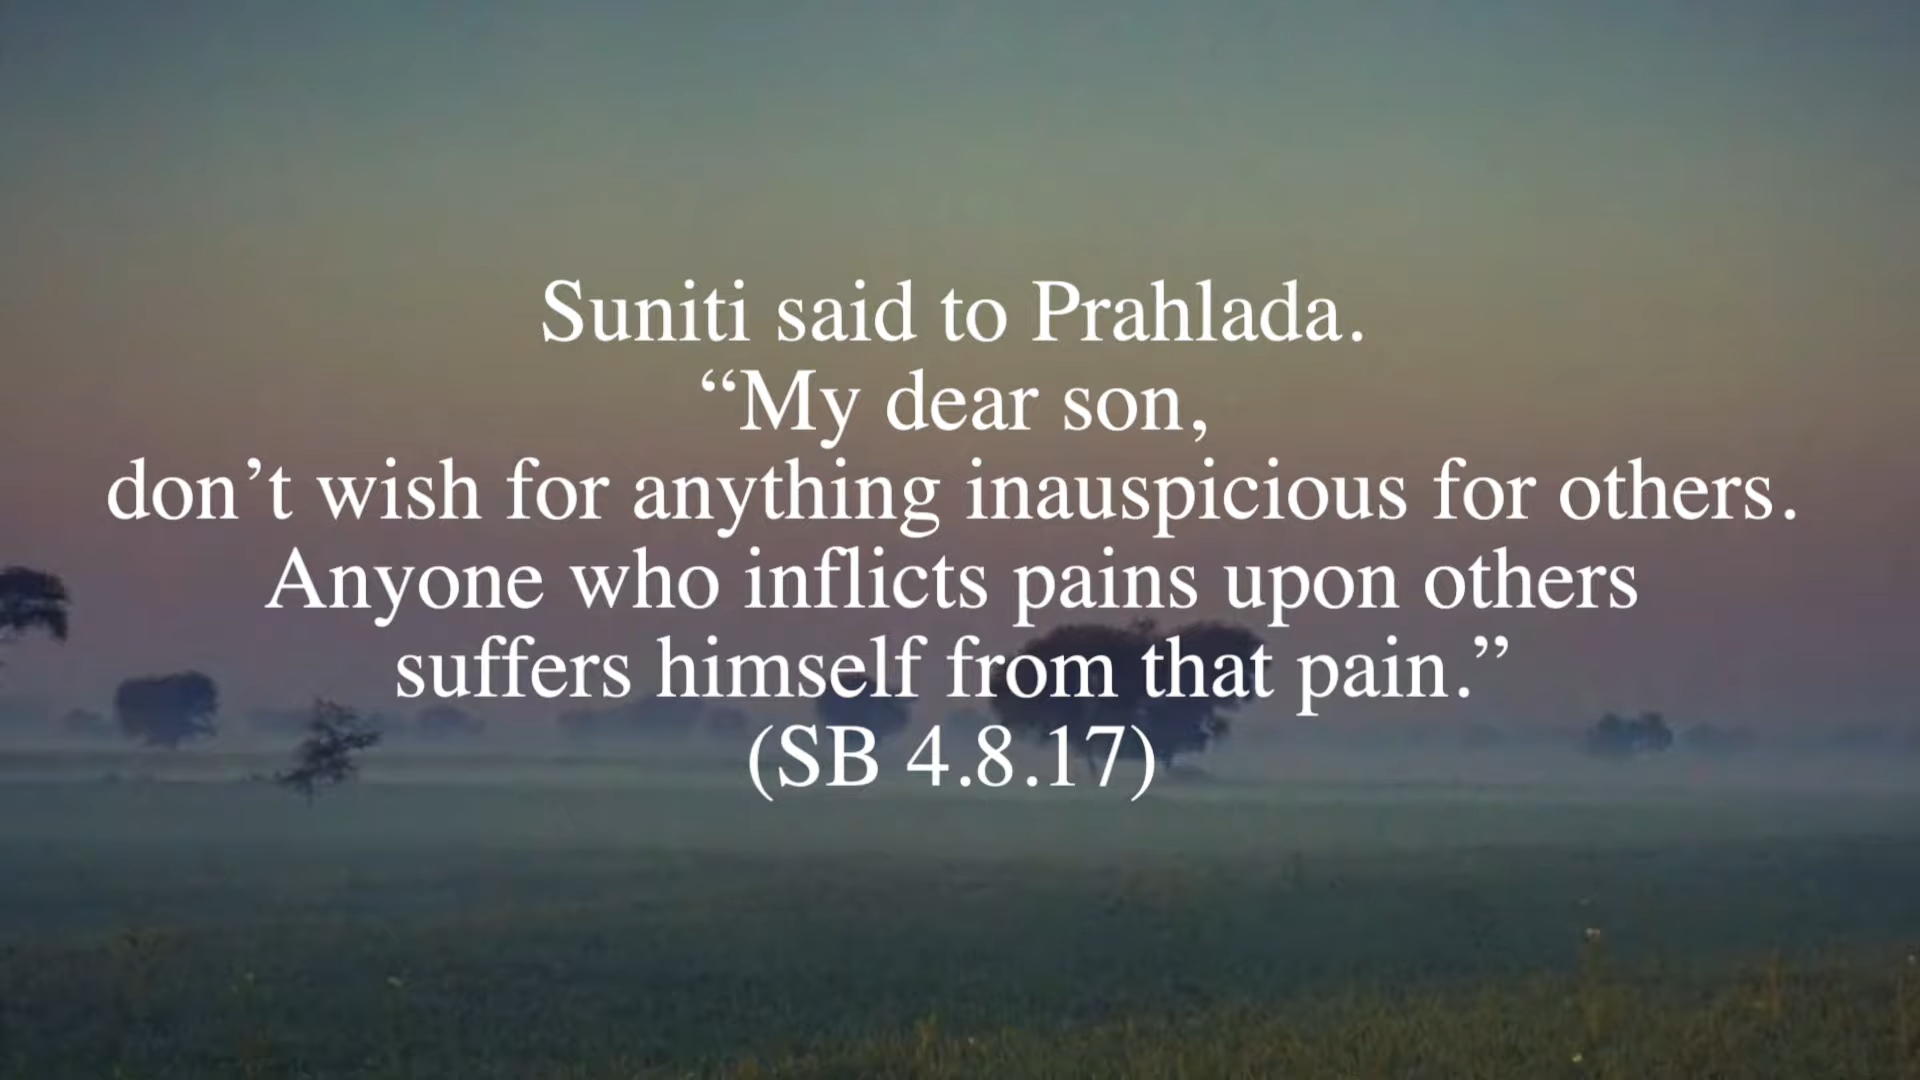 Suniti said to Prahlada.
“My dear son,
don’t wish for anything inauspicious for others.
Anyone who inflicts pains upon others
suffers himself from that pain.”
(SB 4.8.17)